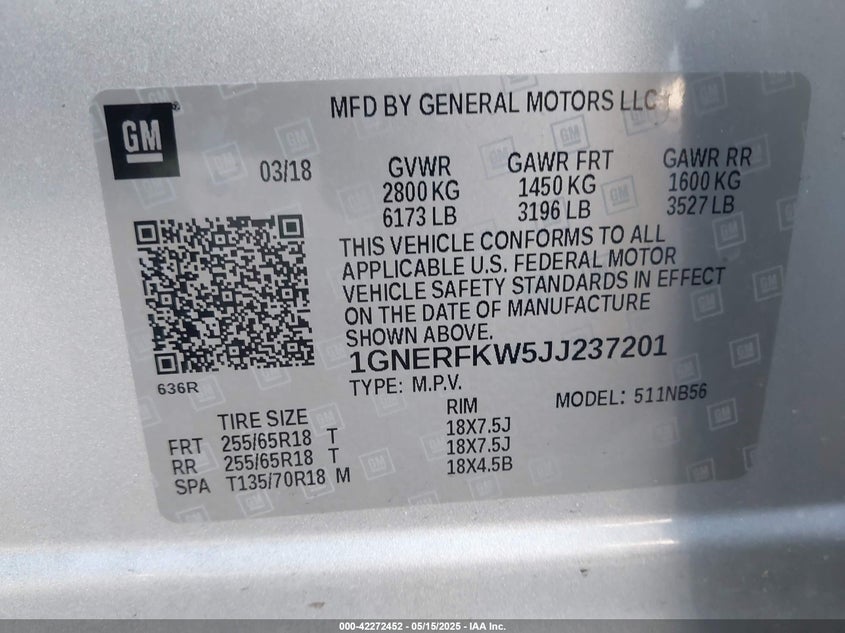 MFD BY GENERAL MOTORS LLC
GM
03/18 GVWR GAWR FRT GAWR RR
2800 KG 1450 KG 1600 KG
6173 LB 3196 LB 3527 LB
THIS VEHICLE CONFORMS TO ALL
APPLICABLE U.S. FEDERAL MOTOR
VEHICLE SAFETY STANDARDS IN EFFECT
ON THE DATE OF MANUFACTURE
SHOWN ABOVE.
1GNERFKW5JJ237201
636R
TYPE: M.P.V. MODEL: 511NB56
TIRE SIZE RIM
FRT 255/65R18 T 18X7.5J
RR 255/65R18 T 18X7.5J
SPA T135/70R18 M 18X4.5B
000-42272452 - 05/15/2025 - IAA Inc.